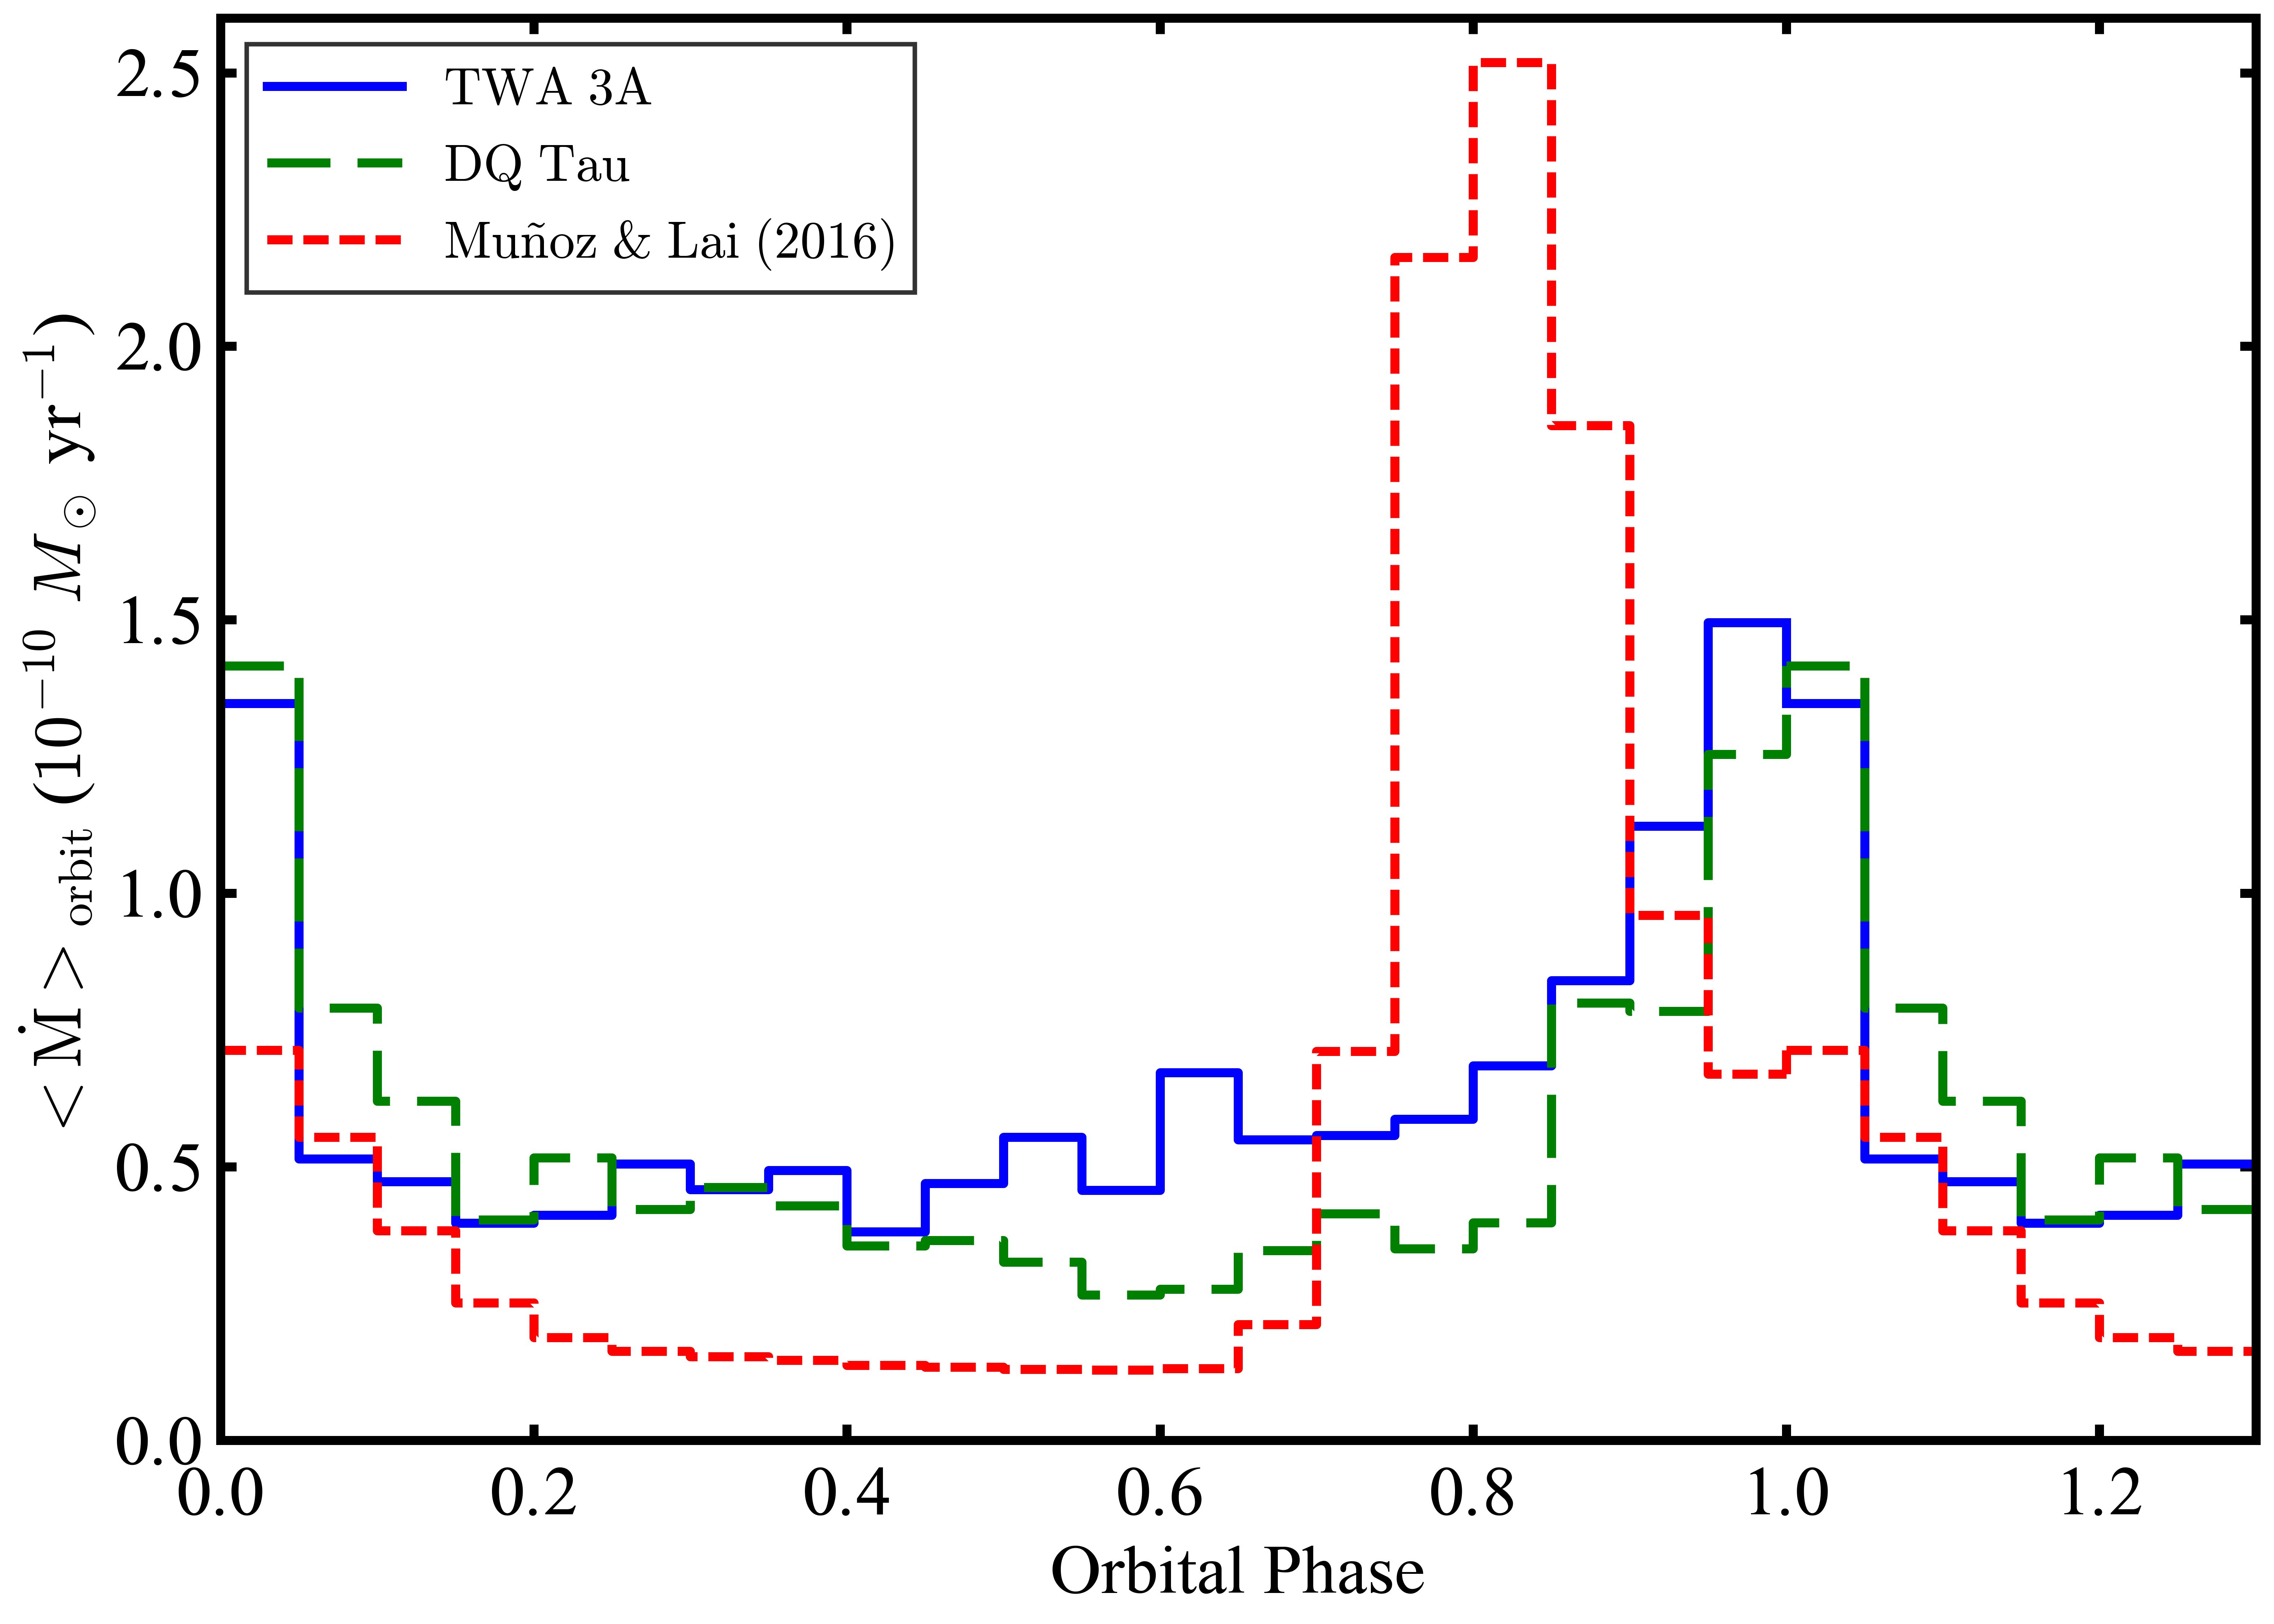 TWA 3A
DQ Tau
Muñoz & Lai (2016)
2.5
2.0
1.5
1.0
0.5
0.0
<Ṁ>orbit (10⁻¹⁰ M⊙ yr⁻¹)
0.0 0.2 0.4 0.6 0.8 1.0 1.2
Orbital Phase